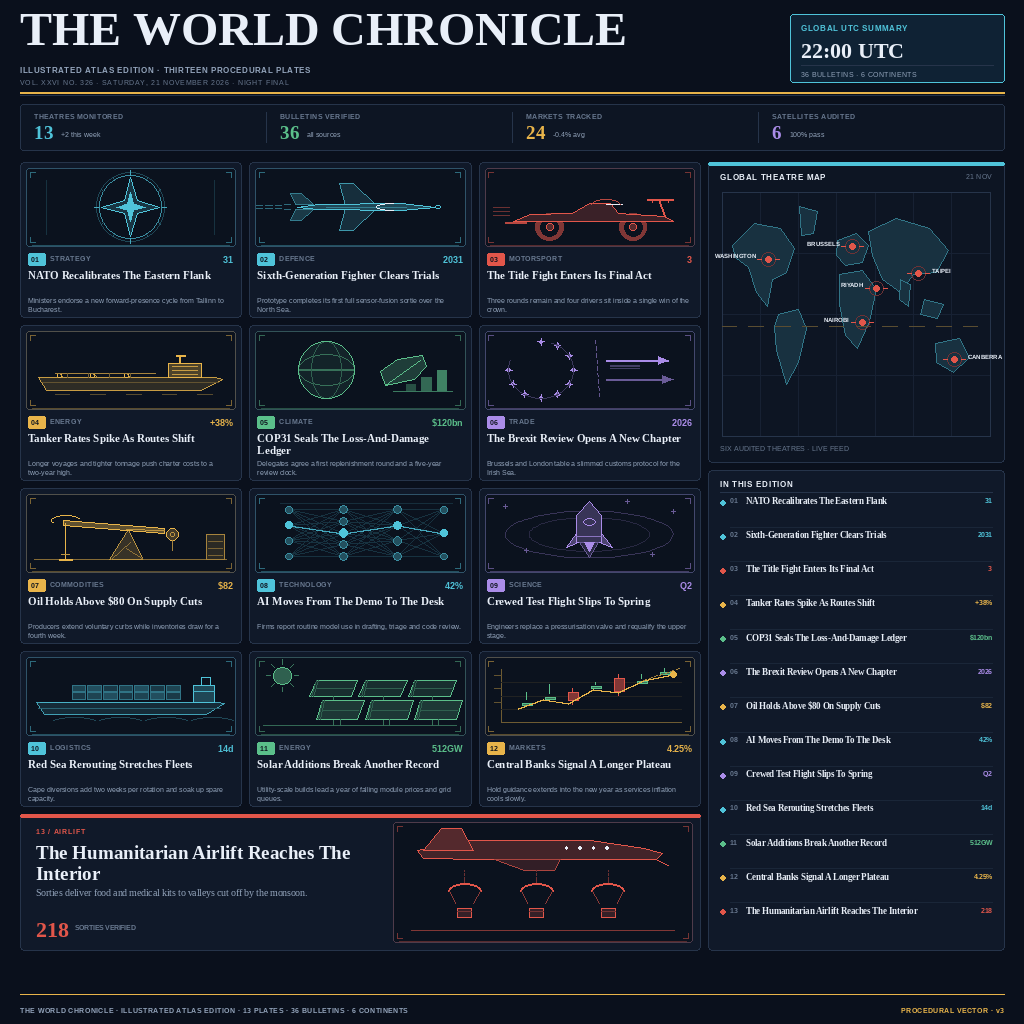 THE WORLD CHRONICLE
ILLUSTRATED ATLAS EDITION · THIRTEEN PROCEDURAL PLATES
VOL. XXVI NO. 326 · SATURDAY, 21 NOVEMBER 2026 · NIGHT FINAL
GLOBAL UTC SUMMARY
22:00 UTC
36 BULLETINS · 6 CONTINENTS
THEATRES MONITORED
13 +2 this week
BULLETINS VERIFIED
36 all sources
MARKETS TRACKED
24 -0.4% avg
SATELLITES AUDITED
6 100% pass
01 STRATEGY 31
NATO Recalibrates The Eastern Flank
Ministers endorse a new forward-presence cycle from Tallinn to
Bucharest.
02 DEFENCE 2031
Sixth-Generation Fighter Clears Trials
Prototype completes its first full sensor-fusion sortie over the
North Sea.
03 MOTORSPORT 3
The Title Fight Enters Its Final Act
Three rounds remain and four drivers sit inside a single win of the
crown.
04 ENERGY +38%
Tanker Rates Spike As Routes Shift
Longer voyages and tighter tonnage push charter costs to a
two-year high.
05 CLIMATE $120bn
COP31 Seals The Loss-And-Damage
Ledger
Delegates agree a first replenishment round and a five-year
review clock.
06 TRADE 2026
The Brexit Review Opens A New Chapter
Brussels and London table a slimmed customs protocol for the
Irish Sea.
07 COMMODITIES $82
Oil Holds Above $80 On Supply Cuts
Producers extend voluntary curbs while inventories draw for a
fourth week.
08 TECHNOLOGY 42%
AI Moves From The Demo To The Desk
Firms report routine model use in drafting, triage and code review.
09 SCIENCE Q2
Crewed Test Flight Slips To Spring
Engineers replace a pressurisation valve and requalify the upper
stage.
10 LOGISTICS 14d
Red Sea Rerouting Stretches Fleets
Cape diversions add two weeks per rotation and soak up spare
capacity.
11 ENERGY 512GW
Solar Additions Break Another Record
Utility-scale builds lead a year of falling module prices and grid
queues.
12 MARKETS 4.25%
Central Banks Signal A Longer Plateau
Hold guidance extends into the new year as services inflation
cools slowly.
13 / AIRLIFT
The Humanitarian Airlift Reaches The
Interior
Sorties deliver food and medical kits to valleys cut off by the monsoon.
218 SORTIES VERIFIED
GLOBAL THEATRE MAP 21 NOV
BRUSSELS
WASHINGTON
TAIPEI
RIYADH
NAIROBI
CANBERRA
SIX AUDITED THEATRES · LIVE FEED
IN THIS EDITION
01 NATO Recalibrates The Eastern Flank 31
02 Sixth-Generation Fighter Clears Trials 2031
03 The Title Fight Enters Its Final Act 3
04 Tanker Rates Spike As Routes Shift +38%
05 COP31 Seals The Loss-And-Damage Ledger $120bn
06 The Brexit Review Opens A New Chapter 2026
07 Oil Holds Above $80 On Supply Cuts $82
08 AI Moves From The Demo To The Desk 42%
09 Crewed Test Flight Slips To Spring Q2
10 Red Sea Rerouting Stretches Fleets 14d
11 Solar Additions Break Another Record 512GW
12 Central Banks Signal A Longer Plateau 4.25%
13 The Humanitarian Airlift Reaches The Interior 218
THE WORLD CHRONICLE · ILLUSTRATED ATLAS EDITION · 13 PLATES · 36 BULLETINS · 6 CONTINENTS
PROCEDURAL VECTOR · v3